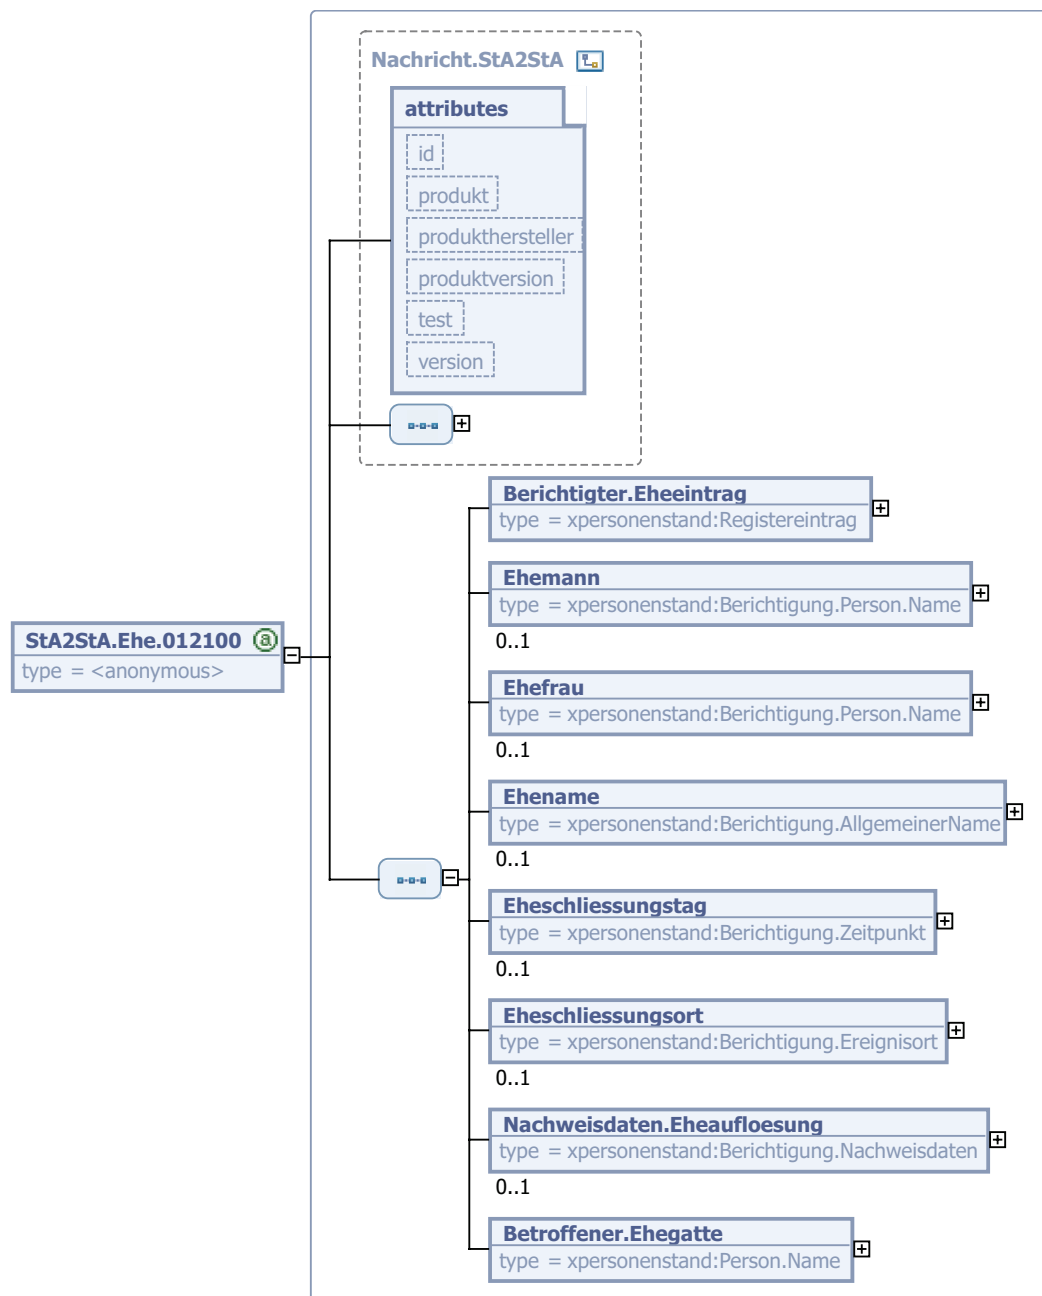 Nachricht.StA2StA
attributes
id
produkt
produkthersteller
produktversion
test
version
Berichtigter.Eheeintrag
type = xpersonenstand:Registereintrag
Ehemann
type = xpersonenstand:Berichtigung.Person.Name
0..1
StA2StA.Ehe.012100 @
type = <anonymous>
Ehefrau
type = xpersonenstand:Berichtigung.Person.Name
0..1
Ehename
type = xpersonenstand:Berichtigung.AllgemeinerName
0..1
Eheschliessungstag
type = xpersonenstand:Berichtigung.Zeitpunkt
0..1
Eheschliessungsort
type = xpersonenstand:Berichtigung.Ereignisort
0..1
Nachweisdaten.Eheaufloesung
type = xpersonenstand:Berichtigung.Nachweisdaten
0..1
Betroffener.Ehegatte
type = xpersonenstand:Person.Name